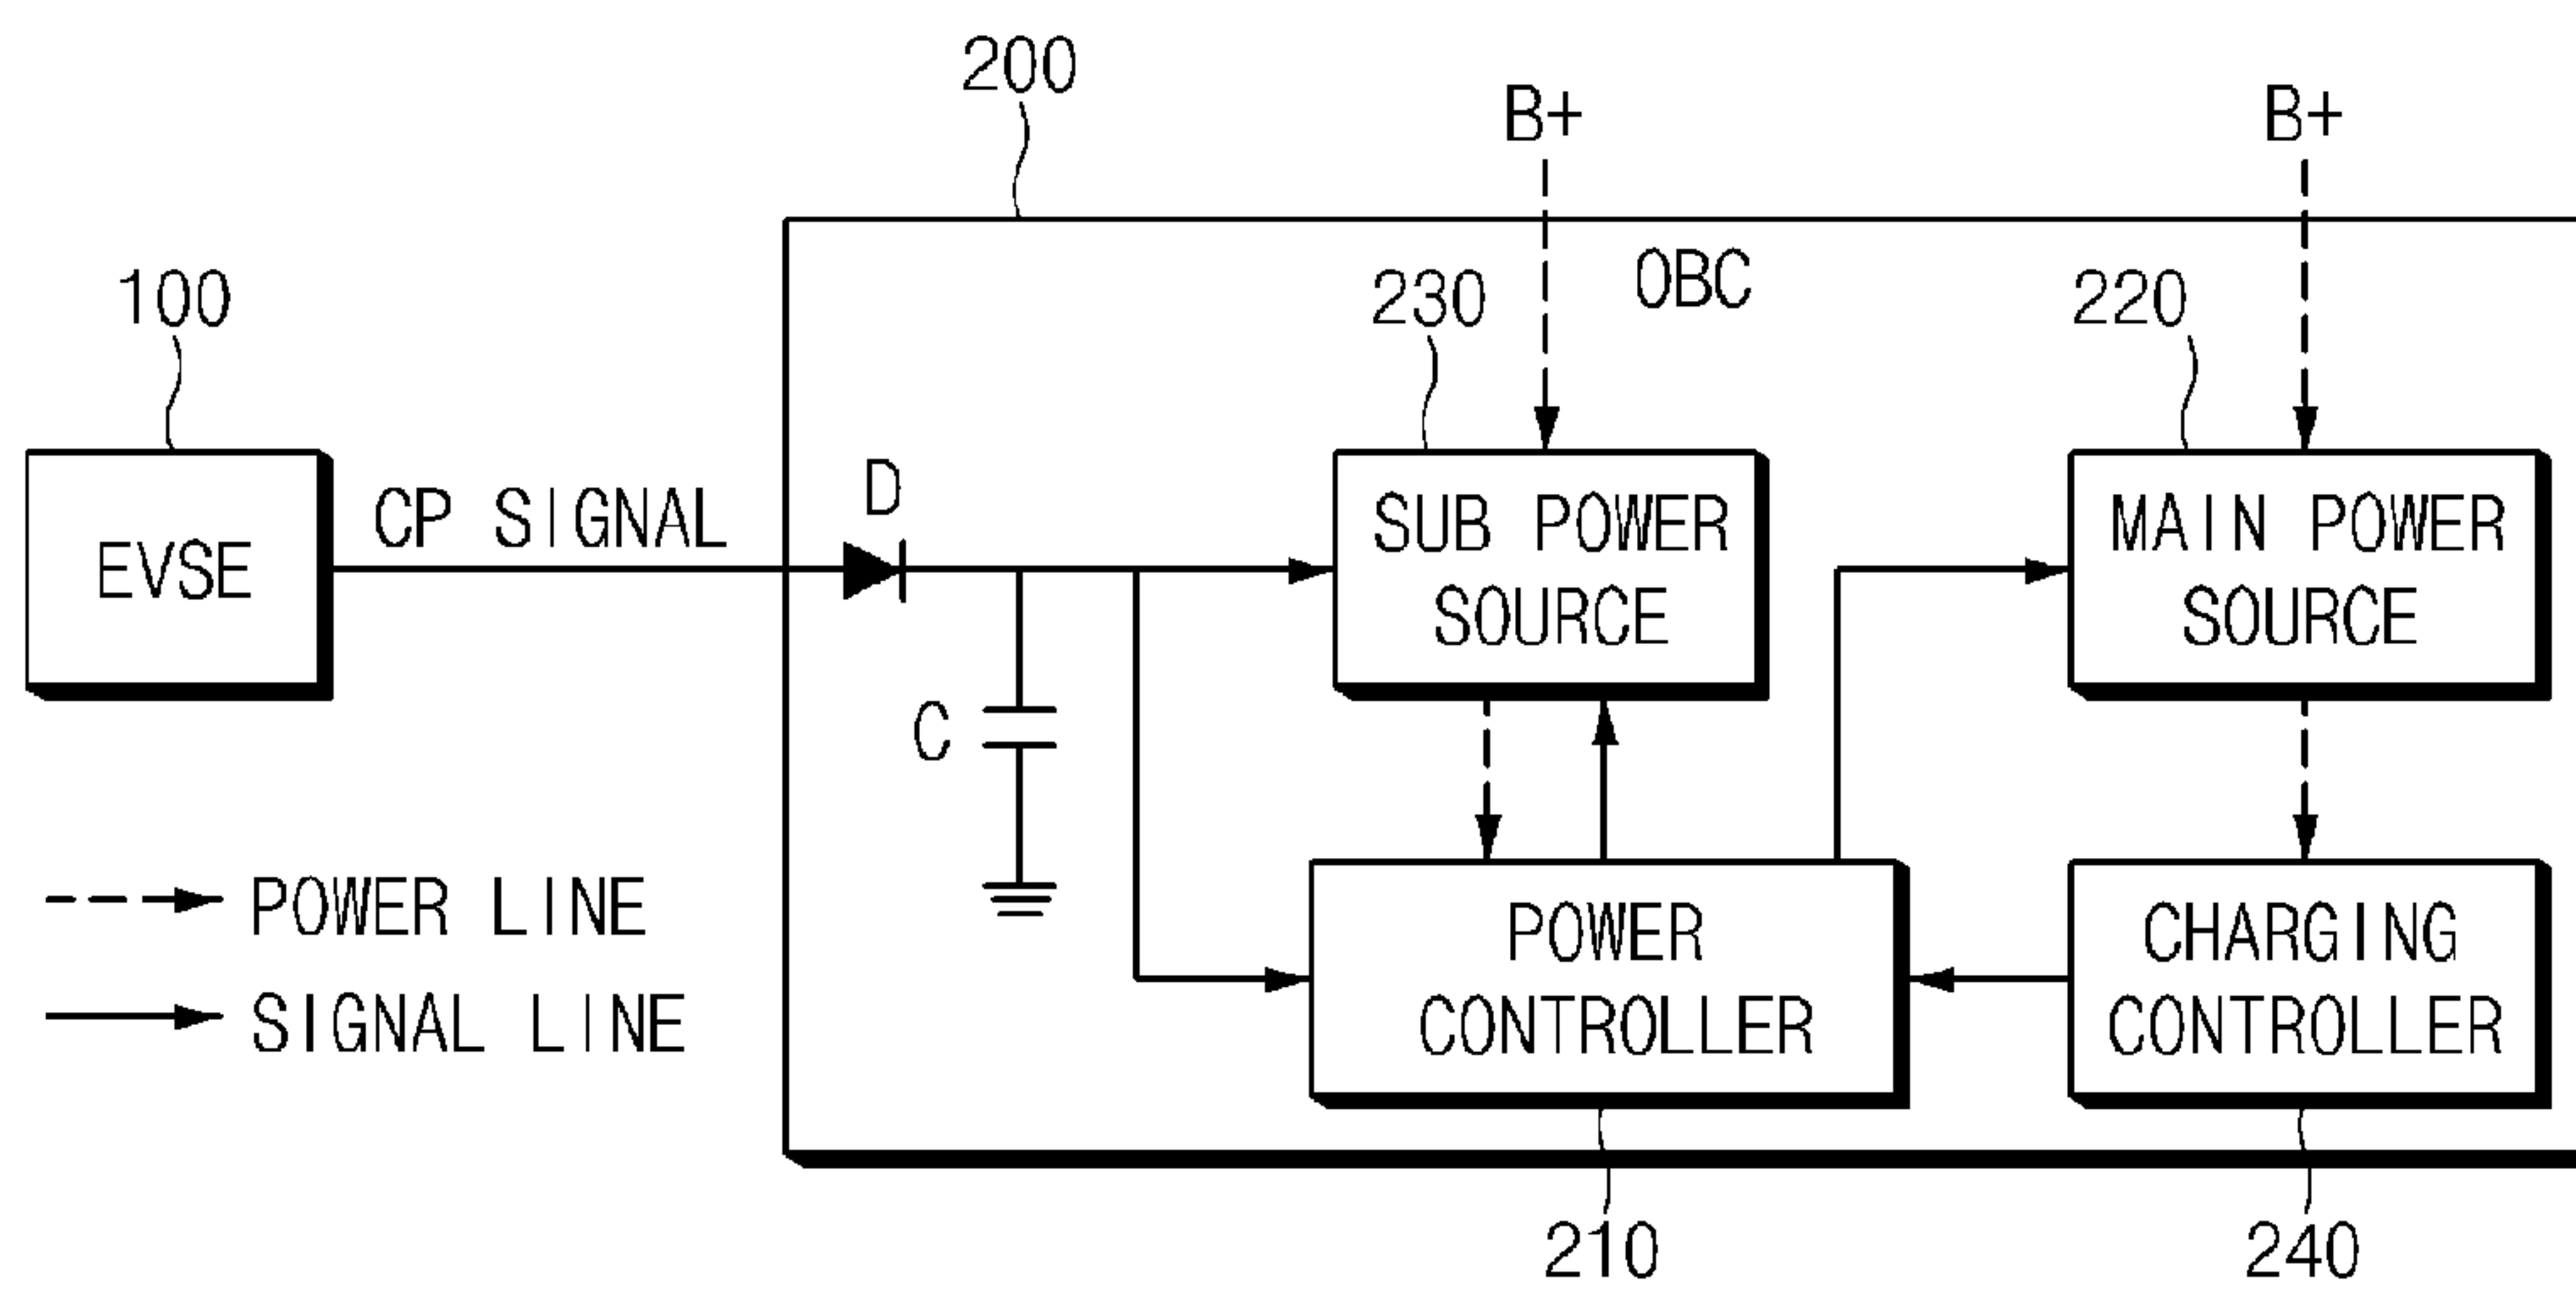 200
B+
B+
OBC
100
230
220
D
CP SIGNAL
EVSE
SUB POWER
SOURCE
MAIN POWER
SOURCE
C
POWER LINE
SIGNAL LINE
POWER
CONTROLLER
CHARGING
CONTROLLER
210
240